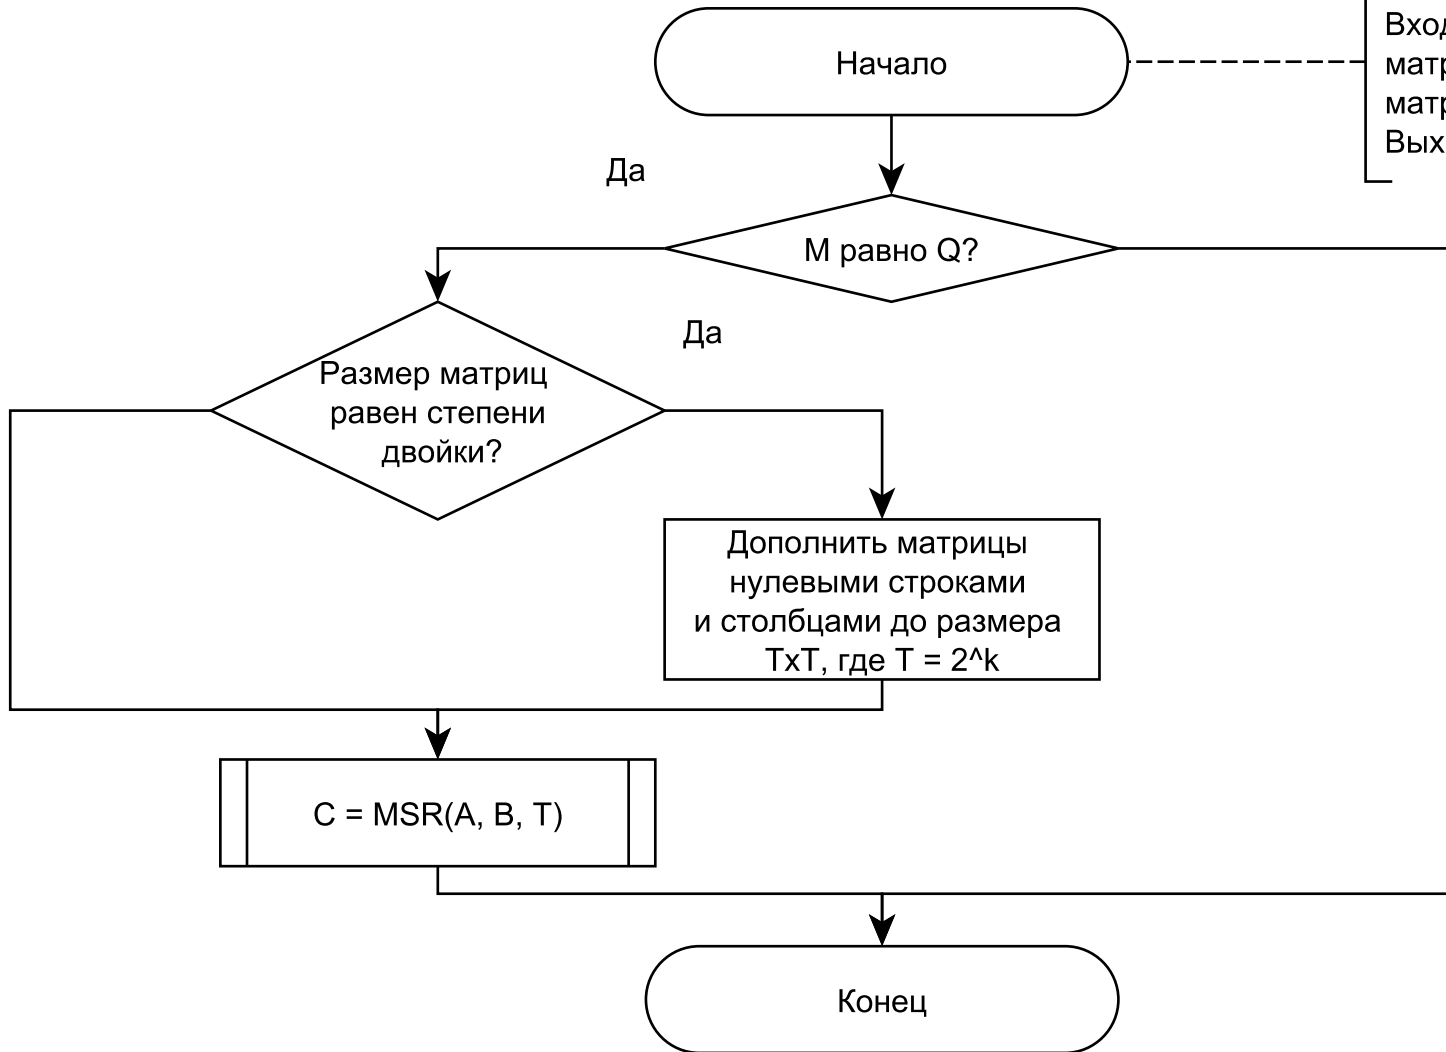 Начало
Да
М равно Q?
Да
Размер матриц
равен степени
двойки?
Дополнить матрицы
нулевыми строками
и столбцами до размера
TxT, где T = 2^k
C = MSR(A, B, T)
Конец